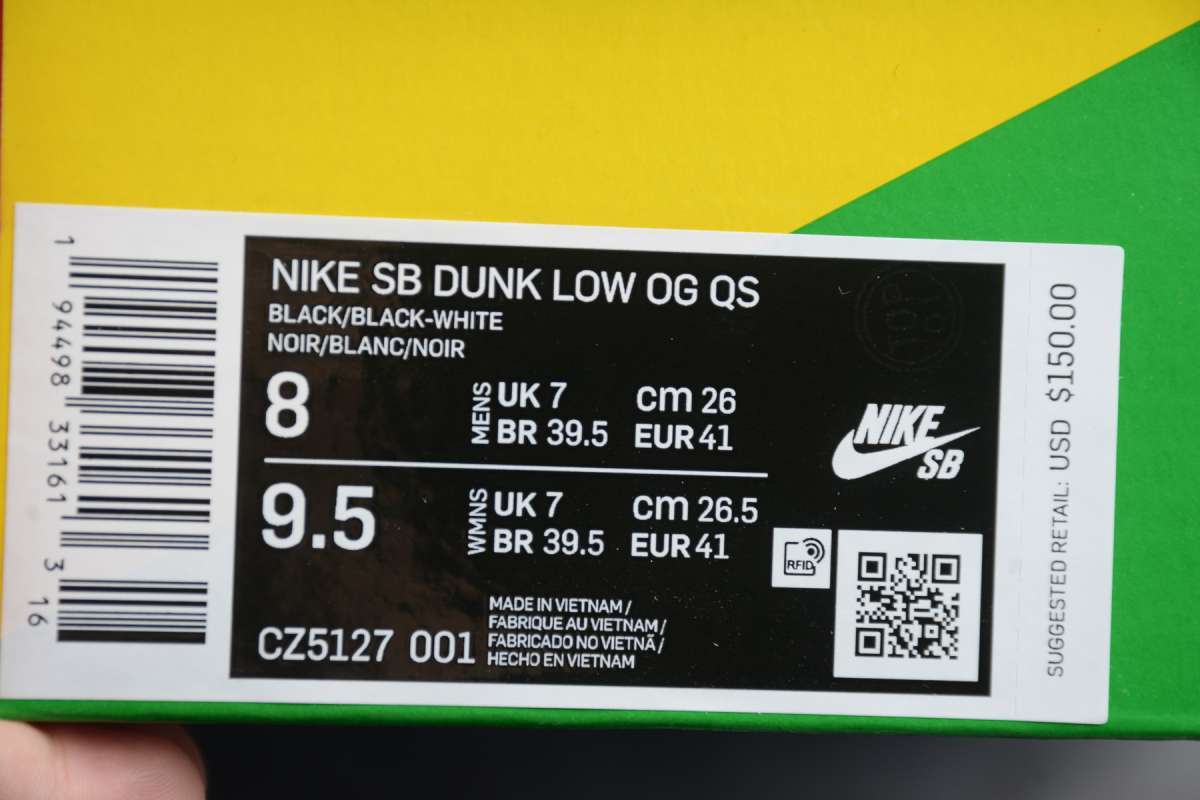 NIKE SB DUNK LOW OG QS
BLACK/BLACK-WHITE
NOIR/BLANC/NOIR
8
MENS
UK 7 cm 26
BR 39.5 EUR 41
9.5
WMNS
UK 7 cm 26.5
BR 39.5 EUR 41
CZ5127 001
MADE IN VIETNAM /
FABRIQUE AU VIETNAM /
FABRICADO NO VIETNÃ /
HECHO EN VIETNAM
NIKE
SB
RFID
SUGGESTED RETAIL: USD $150.00
1 94498 33161 3 16